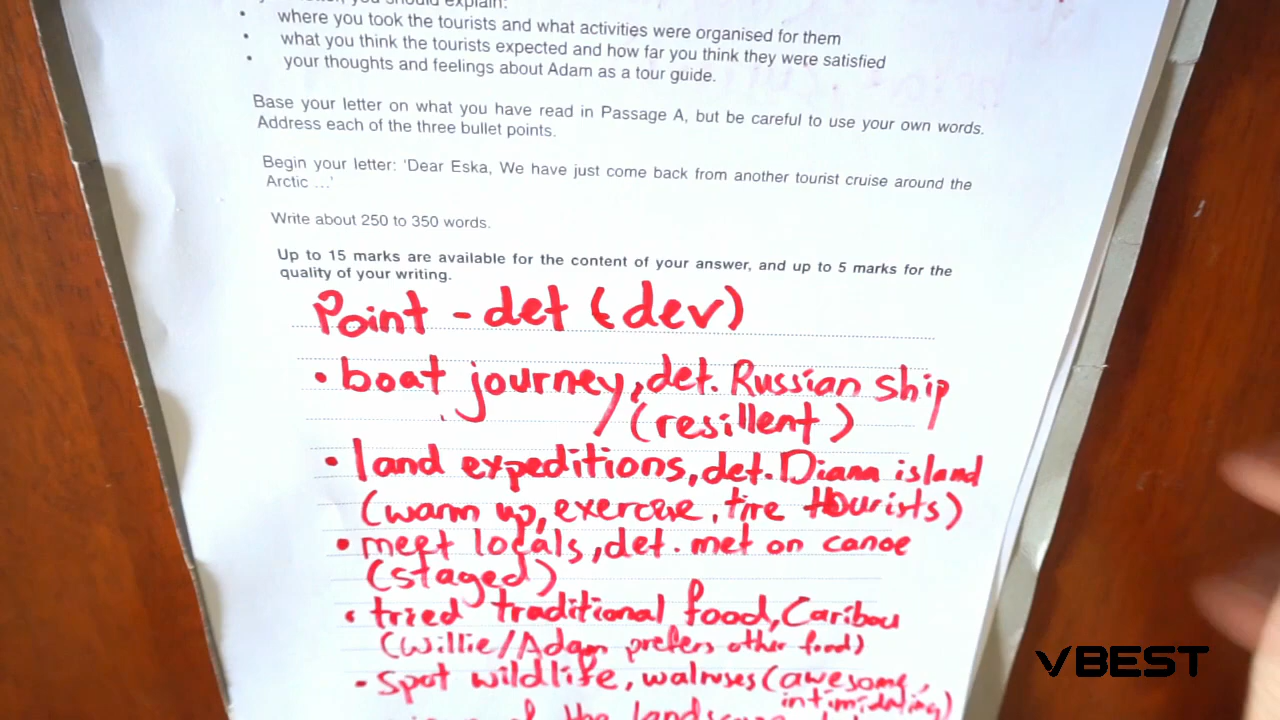 you should explain:
• where you took the tourists and what activities were organised for them
• what you think the tourists expected and how far you think they were satisfied
• your thoughts and feelings about Adam as a tour guide.
Base your letter on what you have read in Passage A, but be careful to use your own words.
Address each of the three bullet points.
Begin your letter: 'Dear Eska, We have just come back from another tourist cruise around the
Arctic …'
Write about 250 to 350 words.
Up to 15 marks are available for the content of your answer, and up to 5 marks for the
quality of your writing.
Point - det (dev)
• boat journey, det. Russian ship
(resillent)
• land expeditions, det. Diana island
(warm up, exercise, tire tourists)
• meet locals, det. met on canoe
(staged)
• tried traditional food, Caribou
(Willie/Adam prefers other food)
• spot wildlife, walruses (awesome,
intimidating)
of the landscape
VBEST